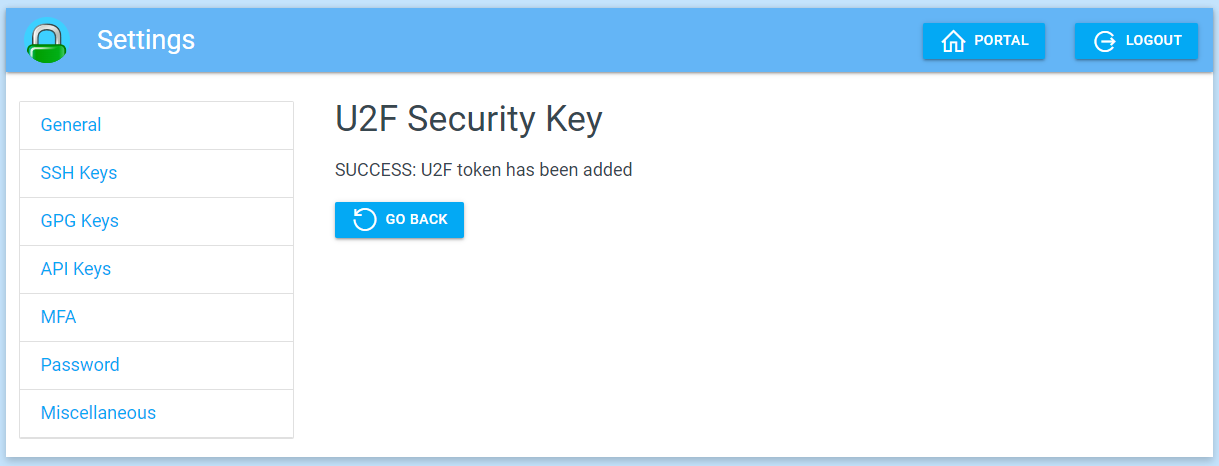 Settings
PORTAL
LOGOUT
General
SSH Keys
GPG Keys
API Keys
MFA
Password
Miscellaneous
U2F Security Key
SUCCESS: U2F token has been added
GO BACK